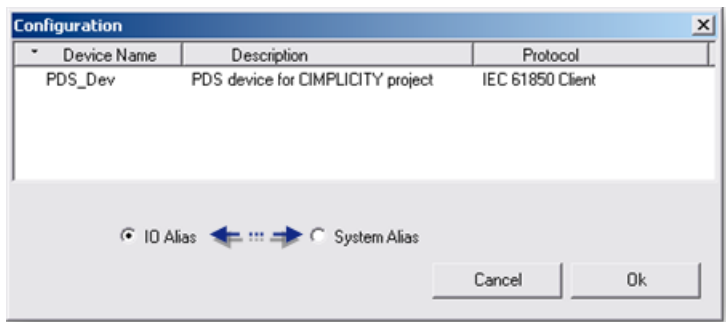 Configuration
Device Name Description Protocol
PDS_Dev PDS device for CIMPLICITY project IEC 61850 Client
IO Alias System Alias
Cancel Ok